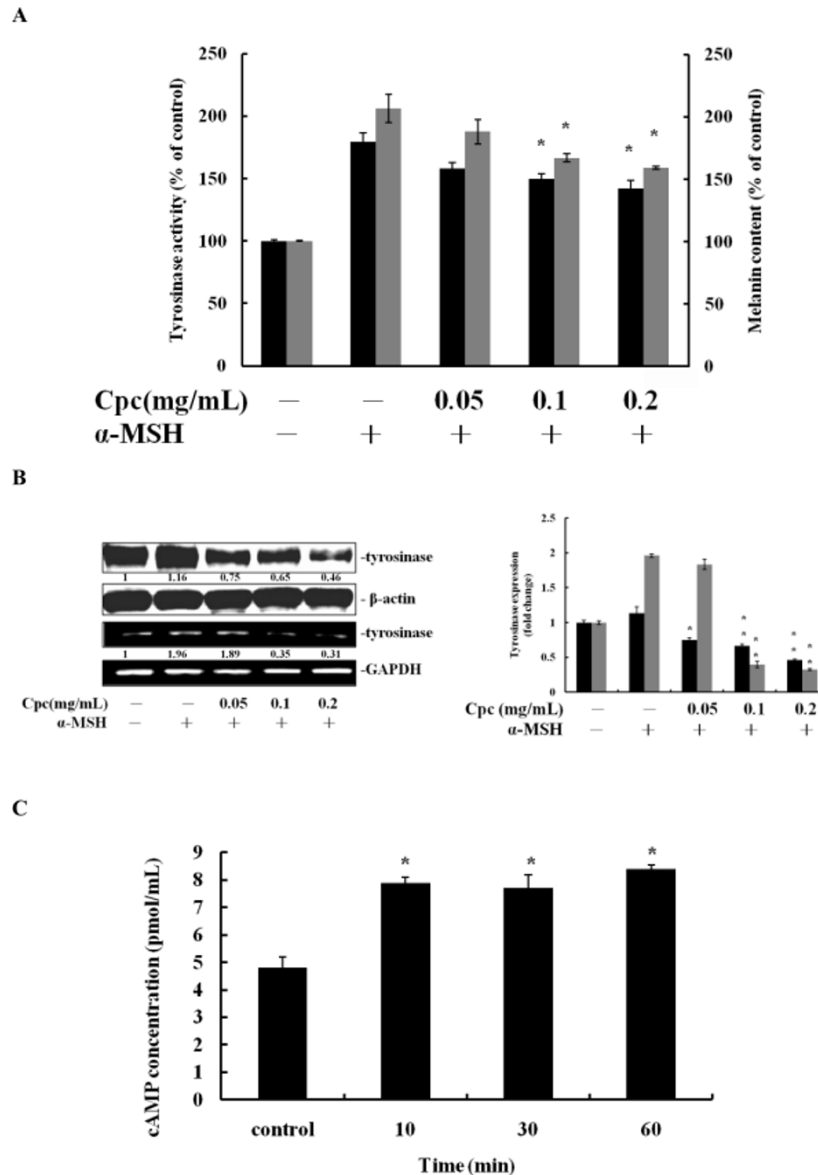 A
250 250
200 200
150 150
100 100
50 50
0 0
Tyrosinase activity (% of control)
Melanin content (% of control)
* * * *
Cpc(mg/mL) — — 0.05 0.1 0.2
α-MSH — + + + +
B
-tyrosinase
1 1.16 0.75 0.65 0.46
- β-actin
-tyrosinase
1 1.96 1.89 0.35 0.31
-GAPDH
Cpc(mg/mL) — — 0.05 0.1 0.2
α-MSH — + + + +
Tyrosinase expression
(fold change)
2.5
2
1.5
1
0.5
0
* ** ** ** **
Cpc (mg/mL) — — 0.05 0.1 0.2
α-MSH — + + + +
C
cAMP concentration (pmol/mL)
9
8
7
6
5
4
3
2
1
0
* * *
control 10 30 60
Time (min)